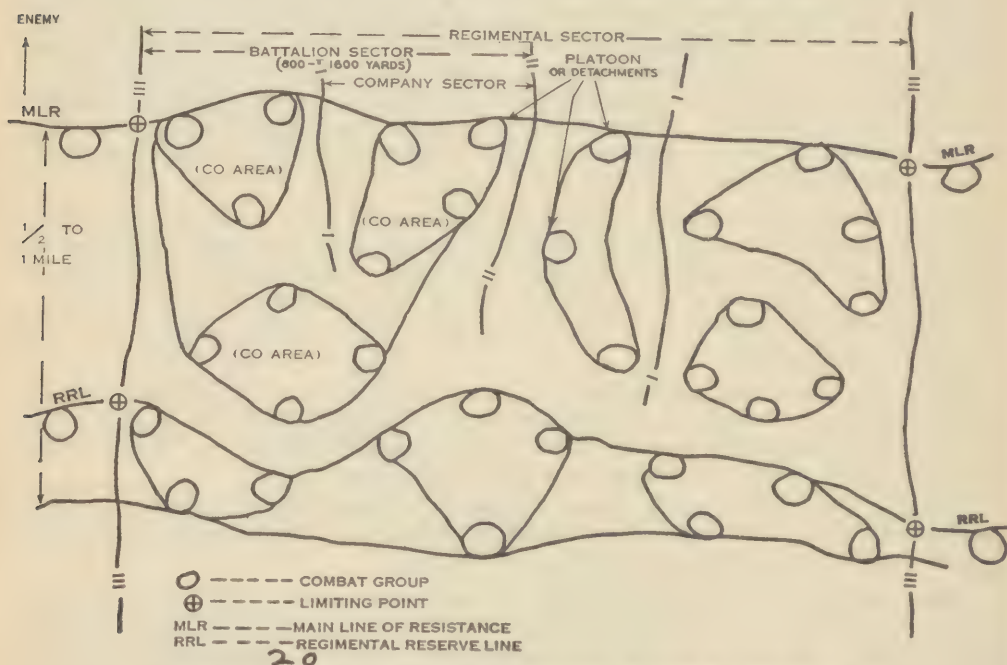 ENEMY
REGIMENTAL SECTOR
BATTALION SECTOR
(800-1600 YARDS)
COMPANY SECTOR
PLATOON
OR DETACHMENTS
MLR
(CO AREA)
(CO AREA)
MLR
1/2 TO
1 MILE
(CO AREA)
RRL
RRL
COMBAT GROUP
LIMITING POINT
MLR MAIN LINE OF RESISTANCE
RRL REGIMENTAL RESERVE LINE
20